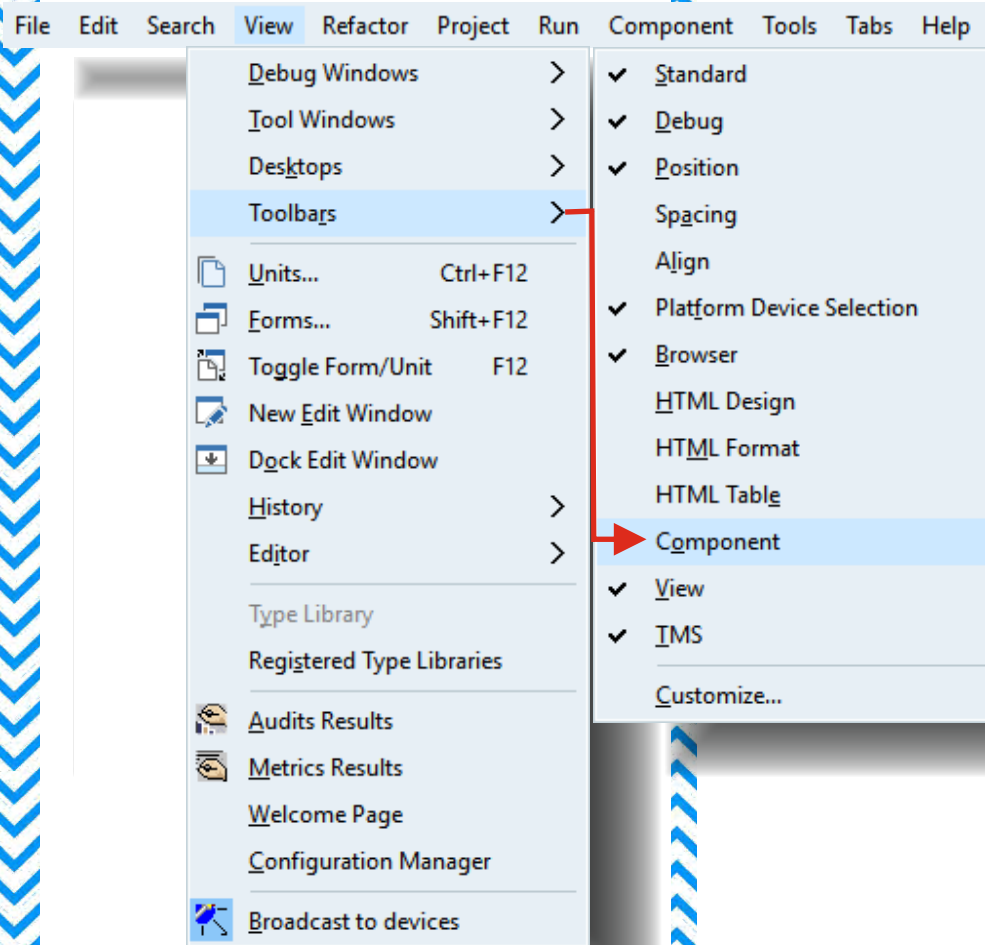 File Edit Search View Refactor Project Run Component Tools Tabs Help
Debug Windows
Tool Windows
Desktops
Toolbars
Units... Ctrl+F12
Forms... Shift+F12
Toggle Form/Unit F12
New Edit Window
Dock Edit Window
History
Editor
Type Library
Registered Type Libraries
Audits Results
Metrics Results
Welcome Page
Configuration Manager
Broadcast to devices
Standard
Debug
Position
Spacing
Align
Platform Device Selection
Browser
HTML Design
HTML Format
HTML Table
Component
View
TMS
Customize...